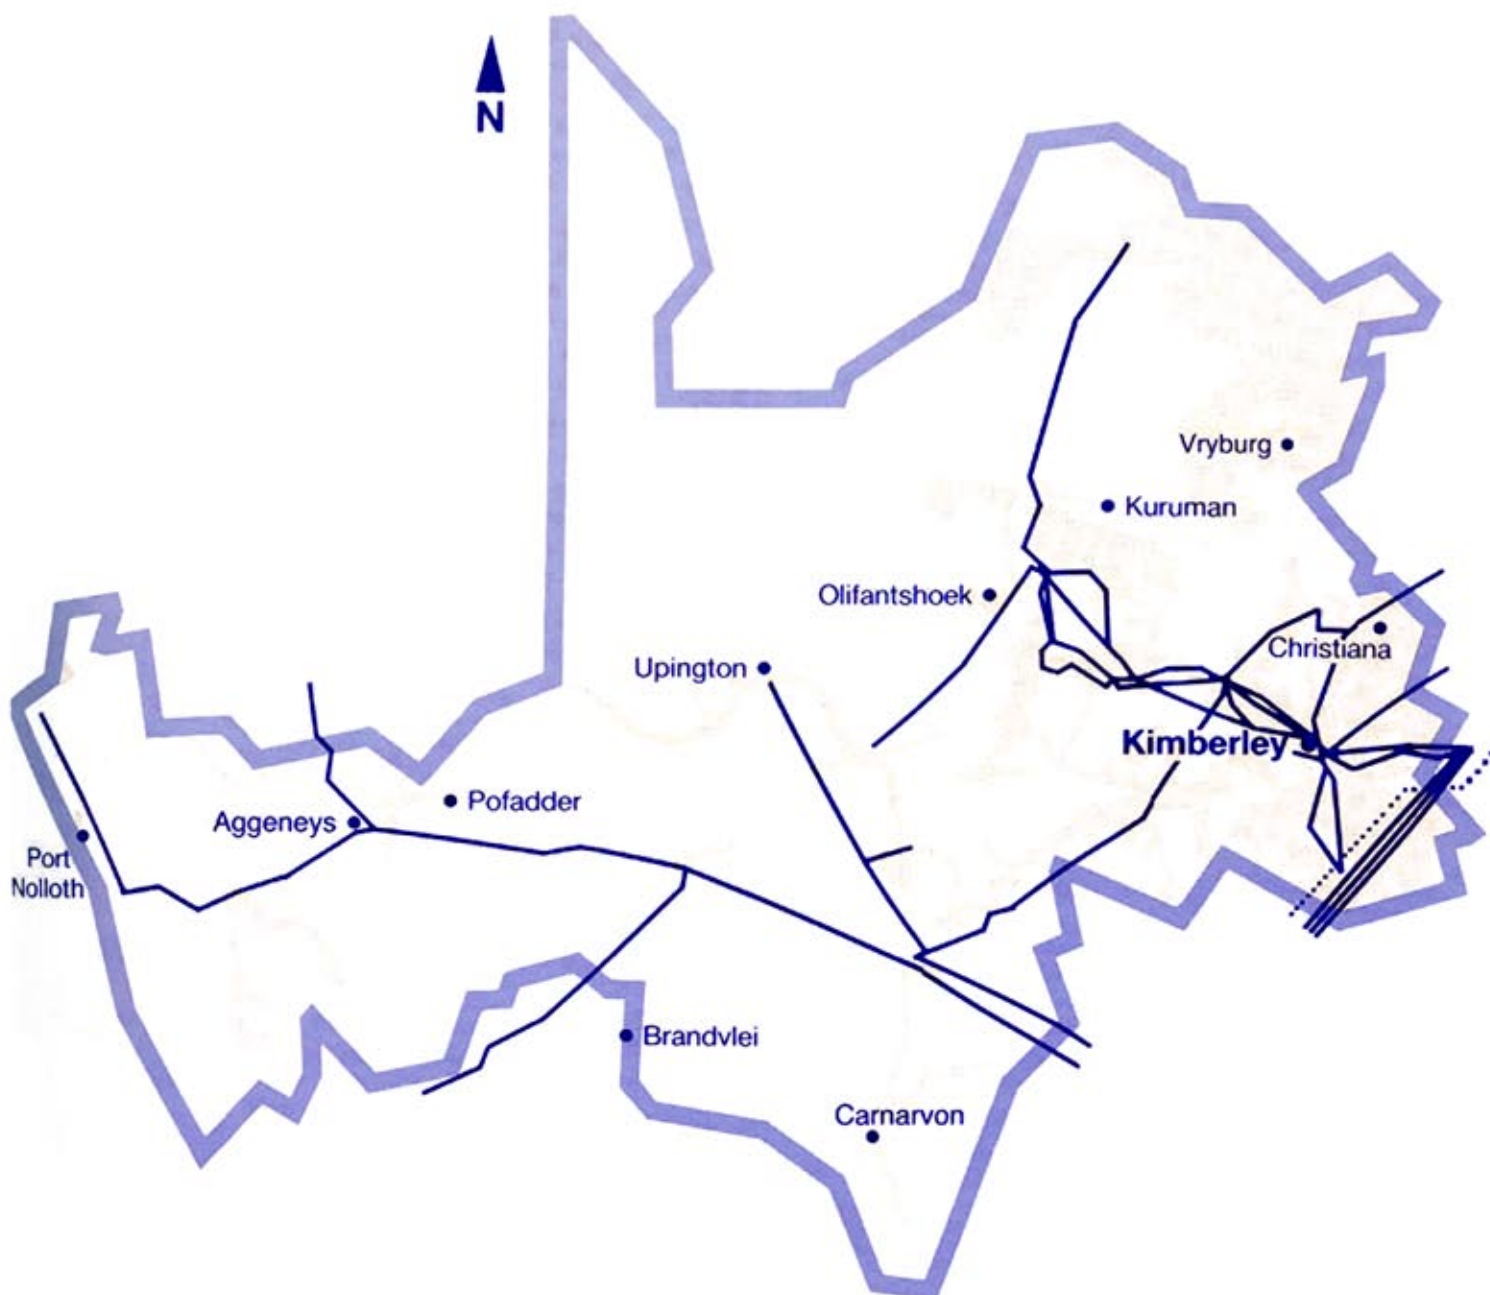 N
Vryburg
Kuruman
Olifantshoek
Christiana
Upington
Kimberley
Pofadder
Aggeneys
Port
Nolloth
Brandvlei
Carnarvon